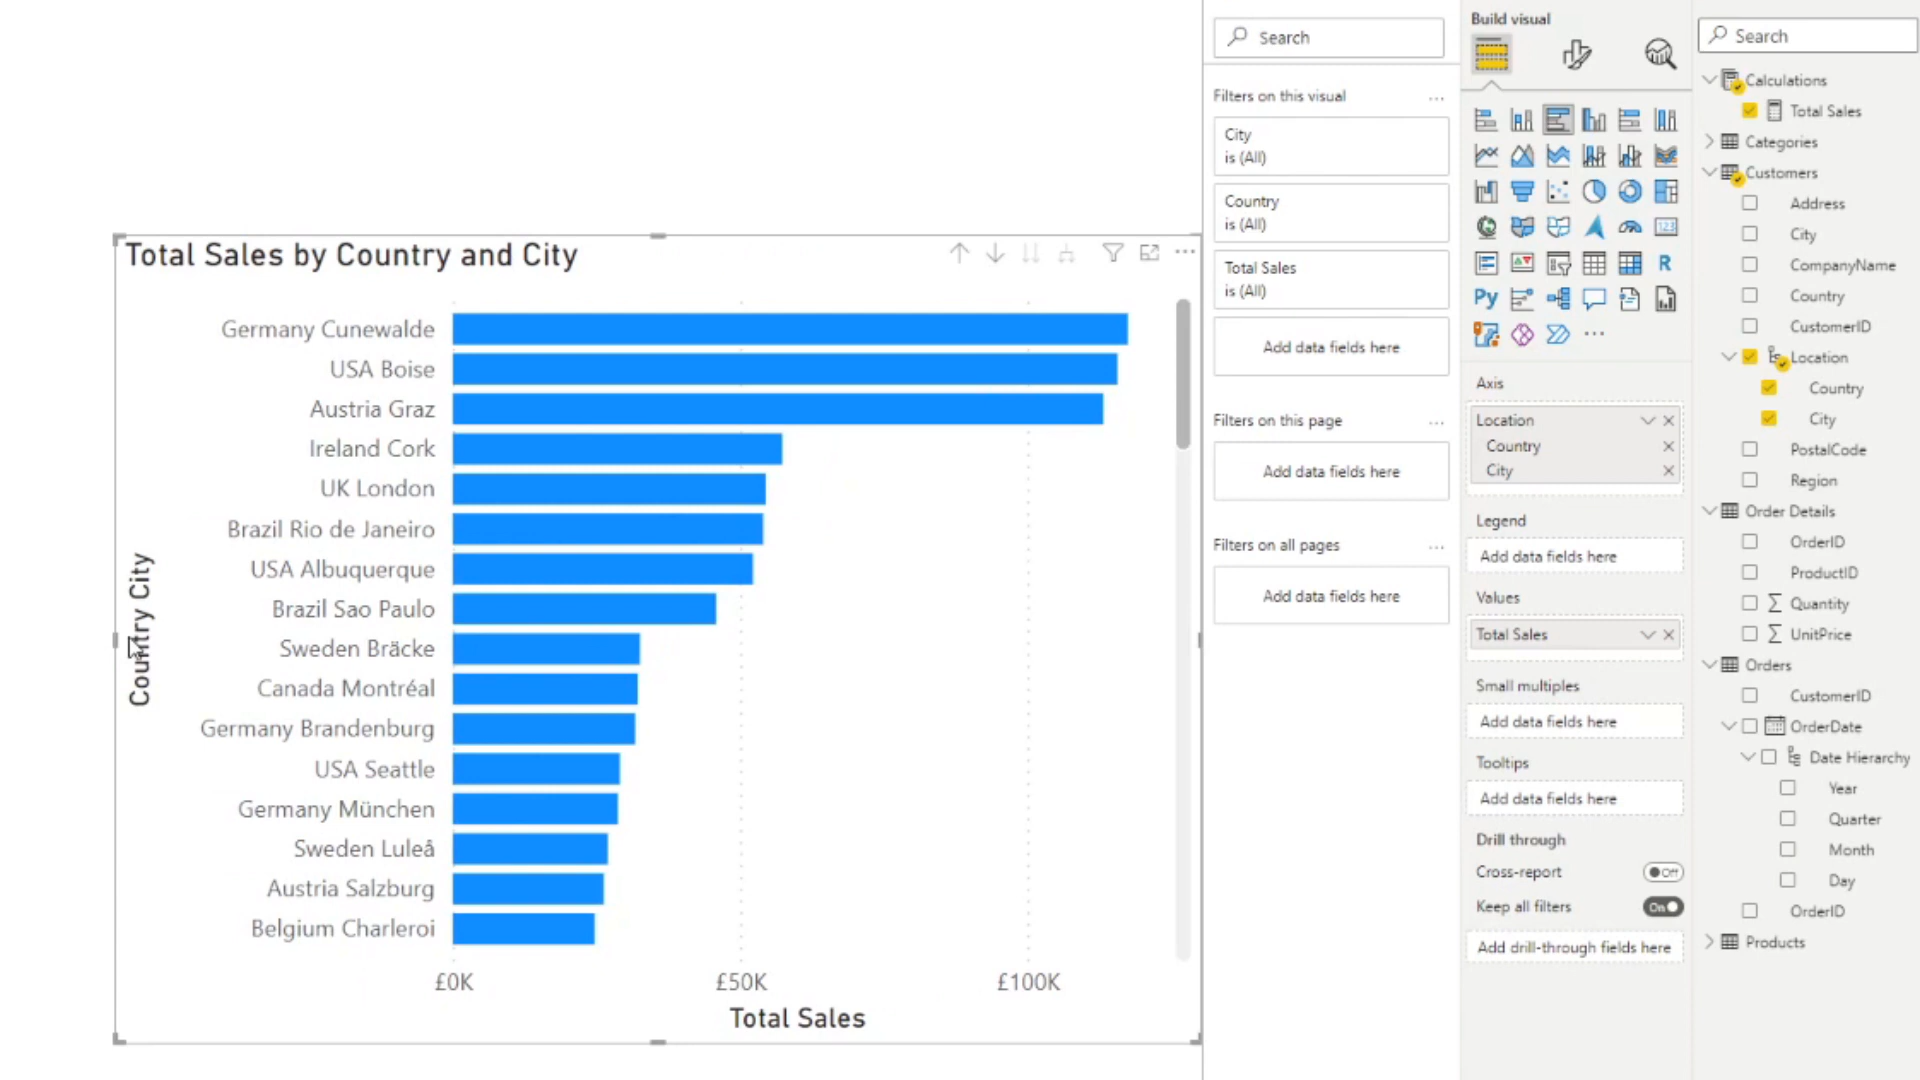 Total Sales by Country and City
Country City
Germany Cunewalde
USA Boise
Austria Graz
Ireland Cork
UK London
Brazil Rio de Janeiro
USA Albuquerque
Brazil Sao Paulo
Sweden Bräcke
Canada Montréal
Germany Brandenburg
USA Seattle
Germany München
Sweden Luleå
Austria Salzburg
Belgium Charleroi
£0K £50K £100K
Total Sales
Search
Filters on this visual
City
is (All)
Country
is (All)
Total Sales
is (All)
Add data fields here
Filters on this page
Add data fields here
Filters on all pages
Add data fields here
Build visual
123
R
Py
Axis
Location
Country
City
Legend
Add data fields here
Values
Total Sales
Small multiples
Add data fields here
Tooltips
Add data fields here
Drill through
Cross-report Off
Keep all filters On
Add drill-through fields here
Search
Calculations
Total Sales
Categories
Customers
Address
City
CompanyName
Country
CustomerID
Location
Country
City
PostalCode
Region
Order Details
OrderID
ProductID
Quantity
UnitPrice
Orders
CustomerID
OrderDate
Date Hierarchy
Year
Quarter
Month
Day
OrderID
Products